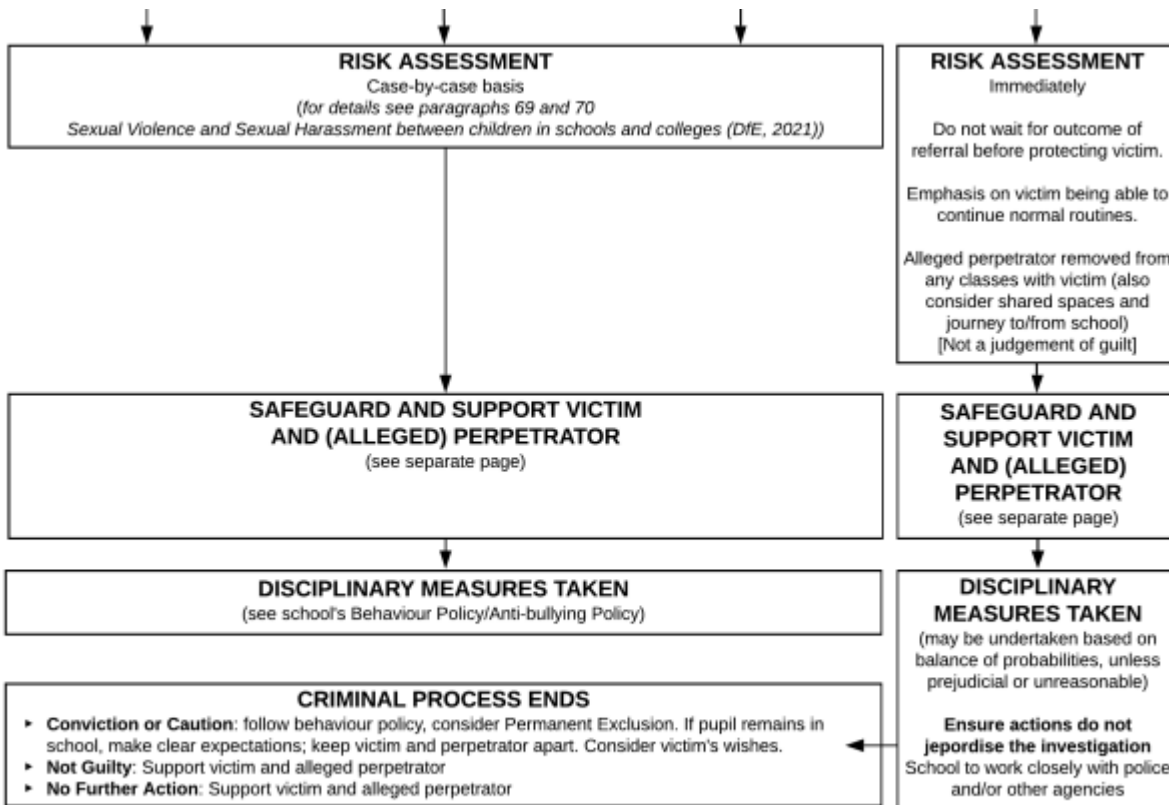 RISK ASSESSMENT
Case-by-case basis
(for details see paragraphs 69 and 70
Sexual Violence and Sexual Harassment between children in schools and colleges (DfE, 2021))
RISK ASSESSMENT
Immediately
Do not wait for outcome of
referral before protecting victim.
Emphasis on victim being able to
continue normal routines.
Alleged perpetrator removed from
any classes with victim (also
consider shared spaces and
journey to/from school)
[Not a judgement of guilt]
SAFEGUARD AND SUPPORT VICTIM
AND (ALLEGED) PERPETRATOR
(see separate page)
SAFEGUARD AND
SUPPORT VICTIM
AND (ALLEGED)
PERPETRATOR
(see separate page)
DISCIPLINARY MEASURES TAKEN
(see school's Behaviour Policy/Anti-bullying Policy)
DISCIPLINARY
MEASURES TAKEN
(may be undertaken based on
balance of probabilities, unless
prejudicial or unreasonable)
Ensure actions do not
jepordise the investigation
School to work closely with police
and/or other agencies
CRIMINAL PROCESS ENDS
‣ Conviction or Caution: follow behaviour policy, consider Permanent Exclusion. If pupil remains in
school, make clear expectations; keep victim and perpetrator apart. Consider victim's wishes.
‣ Not Guilty: Support victim and alleged perpetrator
‣ No Further Action: Support victim and alleged perpetrator